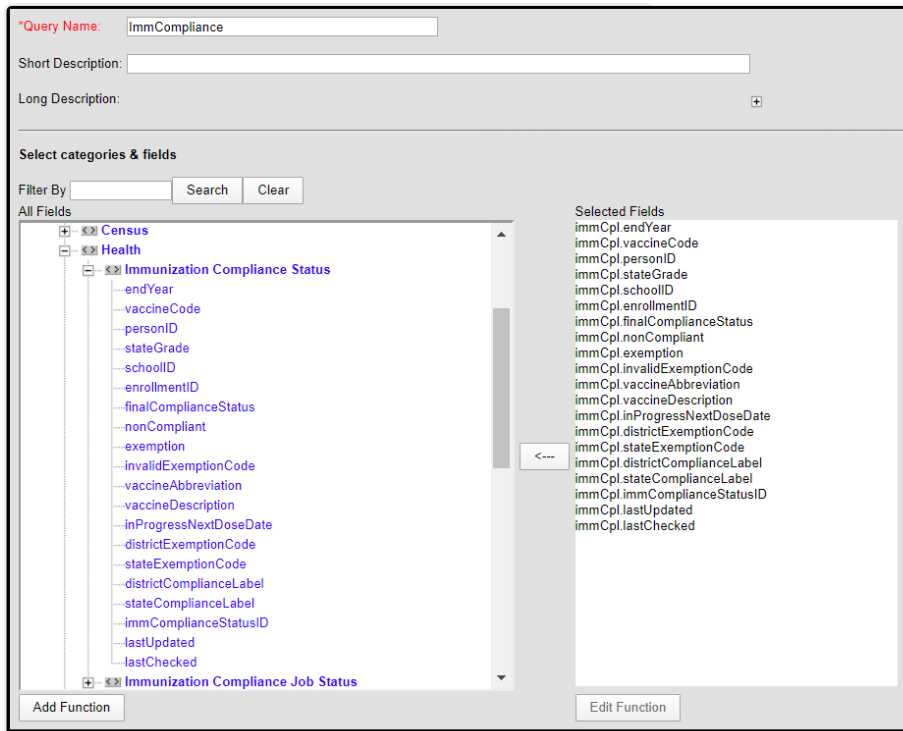 *Query Name: ImmCompliance
Short Description:
Long Description:
Select categories & fields
Filter By Search Clear
All Fields
Census
Health
Immunization Compliance Status
endYear
vaccineCode
personID
stateGrade
schoolID
enrollmentID
finalComplianceStatus
nonCompliant
exemption
invalidExemptionCode
vaccineAbbreviation
vaccineDescription
inProgressNextDoseDate
districtExemptionCode
stateExemptionCode
districtComplianceLabel
stateComplianceLabel
immComplianceStatusID
lastUpdated
lastChecked
Immunization Compliance Job Status
Add Function
<---
Selected Fields
immCpl.endYear
immCpl.vaccineCode
immCpl.personID
immCpl.stateGrade
immCpl.schoolID
immCpl.enrollmentID
immCpl.finalComplianceStatus
immCpl.nonCompliant
immCpl.exemption
immCpl.invalidExemptionCode
immCpl.vaccineAbbreviation
immCpl.vaccineDescription
immCpl.inProgressNextDoseDate
immCpl.districtExemptionCode
immCpl.stateExemptionCode
immCpl.districtComplianceLabel
immCpl.stateComplianceLabel
immCpl.immComplianceStatusID
immCpl.lastUpdated
immCpl.lastChecked
Edit Function